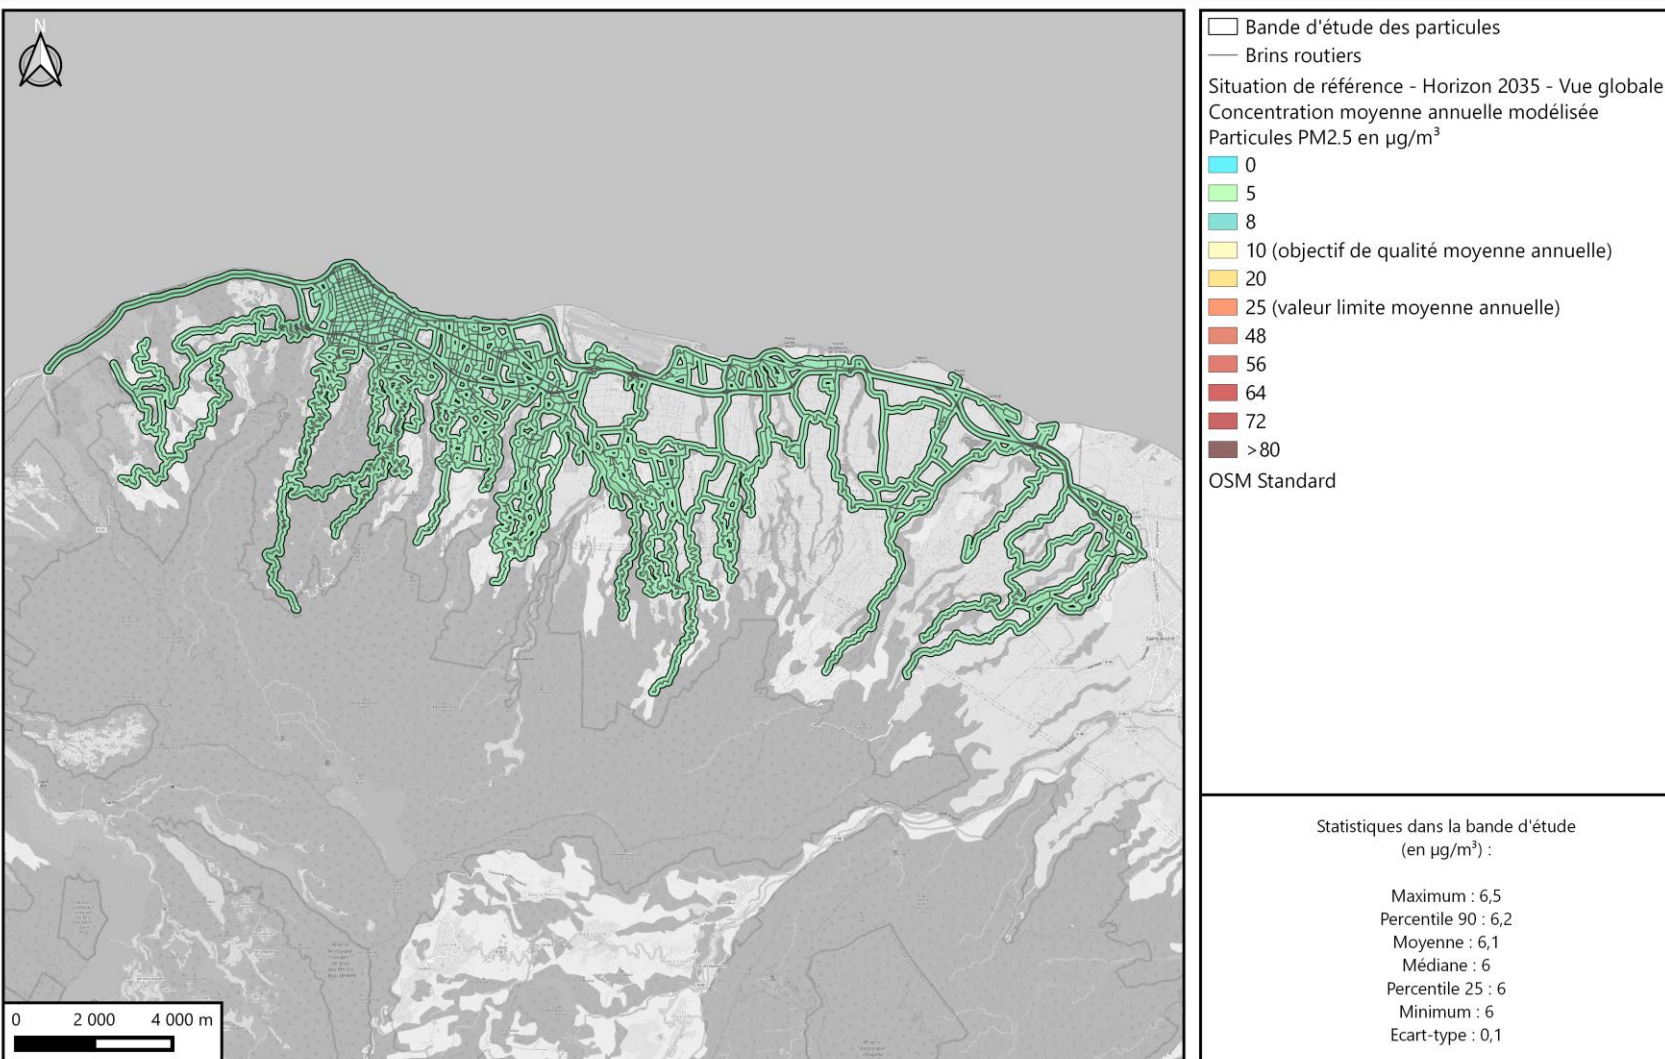 N
Bande d'étude des particules
Brins routiers
Situation de référence - Horizon 2035 - Vue globale
Concentration moyenne annuelle modélisée
Particules PM2.5 en µg/m³
0
5
8
10 (objectif de qualité moyenne annuelle)
20
25 (valeur limite moyenne annuelle)
48
56
64
72
>80
OSM Standard
Saint-André
0 2 000 4 000 m
Statistiques dans la bande d'étude
(en µg/m³) :
Maximum : 6,5
Percentile 90 : 6,2
Moyenne : 6,1
Médiane : 6
Percentile 25 : 6
Minimum : 6
Ecart-type : 0,1